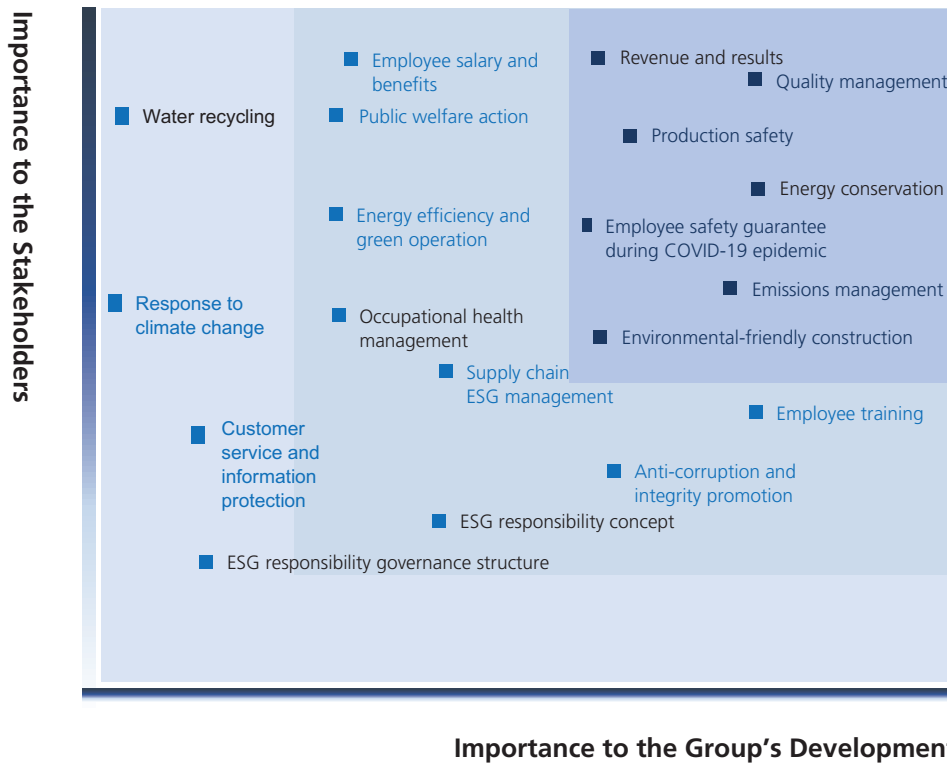 Importance to the Stakeholders
Revenue and results
Employee salary and
benefits
Quality management
Water recycling
Public welfare action
Production safety
Energy conservation
Energy efficiency and
green operation
Employee safety guarantee
during COVID-19 epidemic
Emissions management
Response to
climate change
Occupational health
management
Environmental-friendly construction
Supply chain
ESG management
Employee training
Customer
service and
information
protection
Anti-corruption and
integrity promotion
ESG responsibility concept
ESG responsibility governance structure
Importance to the Group's Development